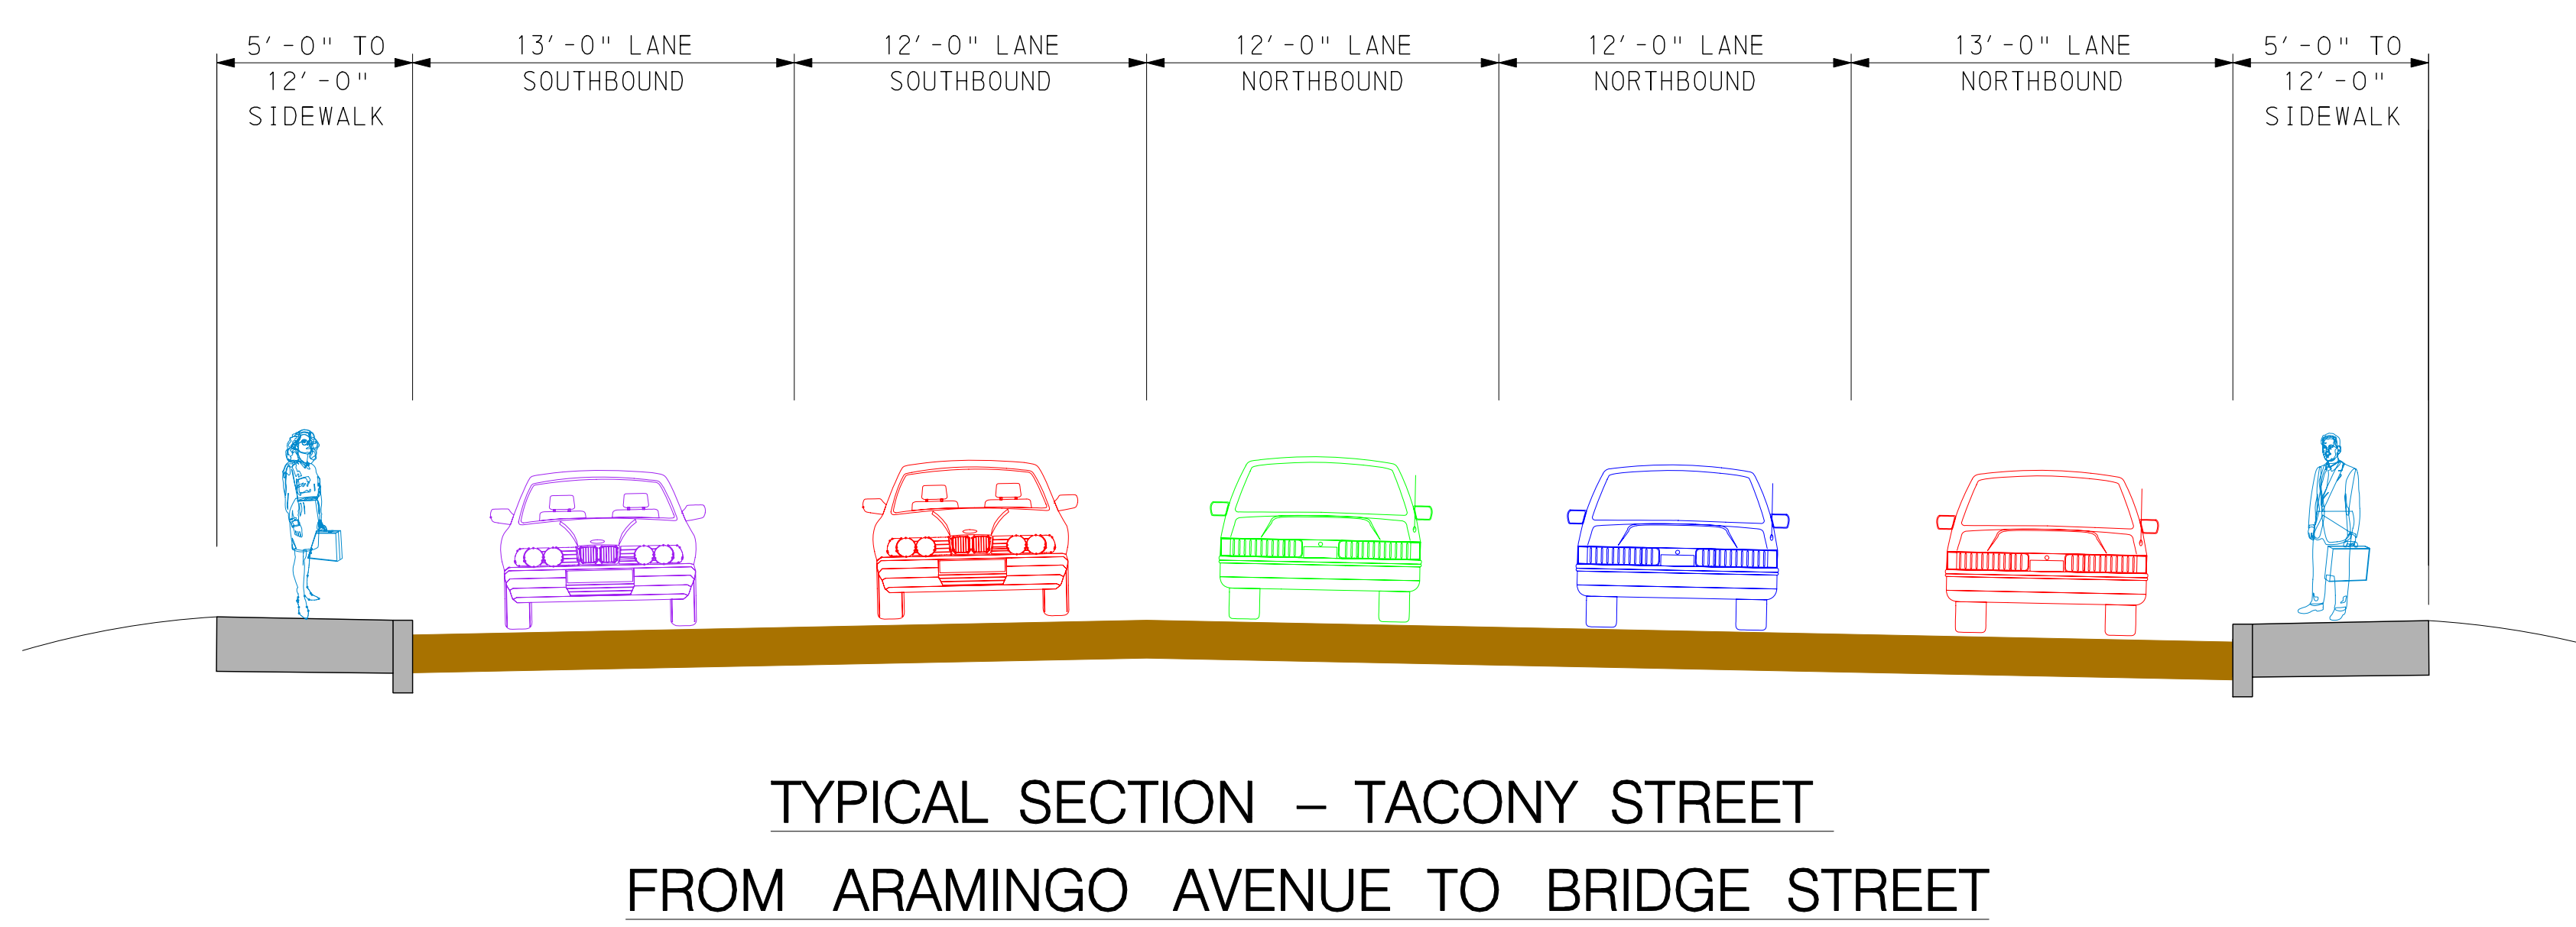 5'-0" TO
12'-0"
SIDEWALK
13'-0" LANE
SOUTHBOUND
12'-0" LANE
SOUTHBOUND
12'-0" LANE
NORTHBOUND
12'-0" LANE
NORTHBOUND
13'-0" LANE
NORTHBOUND
5'-0" TO
12'-0"
SIDEWALK
TYPICAL SECTION – TACONY STREET
FROM ARAMINGO AVENUE TO BRIDGE STREET